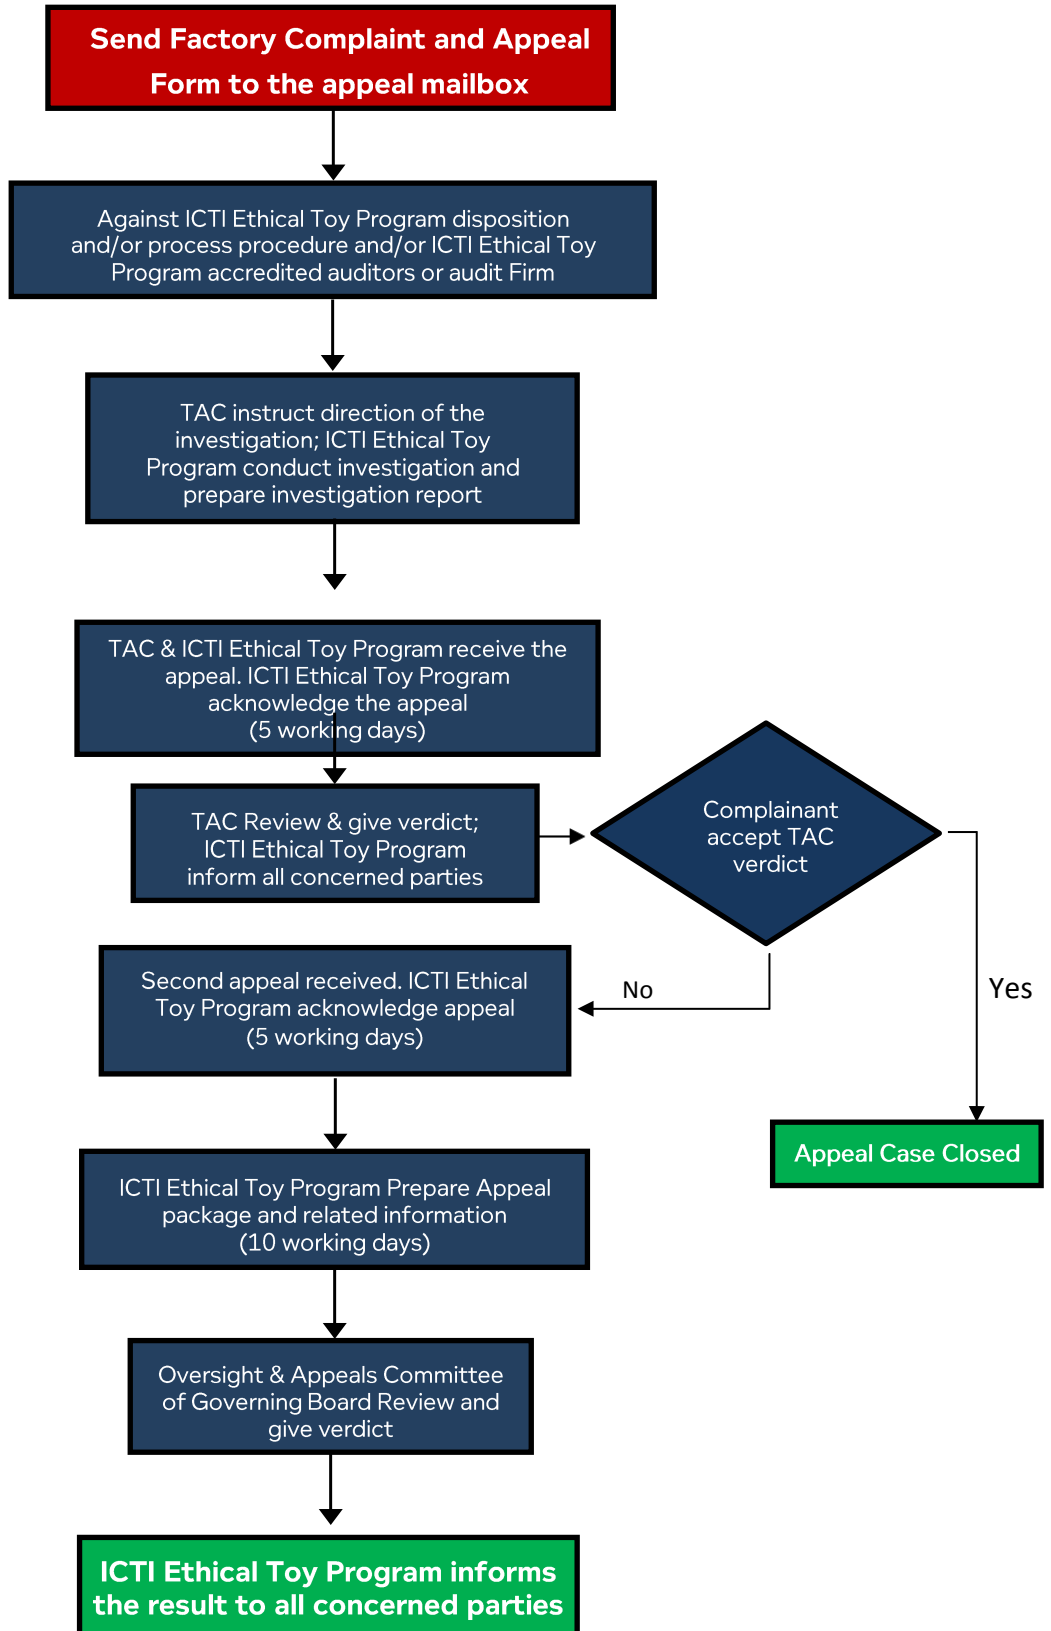 Send Factory Complaint and Appeal
Form to the appeal mailbox
Against ICTI Ethical Toy Program disposition
and/or process procedure and/or ICTI Ethical Toy
Program accredited auditors or audit Firm
TAC instruct direction of the
investigation; ICTI Ethical Toy
Program conduct investigation and
prepare investigation report
TAC & ICTI Ethical Toy Program receive the
appeal. ICTI Ethical Toy Program
acknowledge the appeal
(5 working days)
TAC Review & give verdict;
ICTI Ethical Toy Program
inform all concerned parties
Complainant
accept TAC
verdict
Second appeal received. ICTI Ethical
Toy Program acknowledge appeal
(5 working days)
No
Yes
Appeal Case Closed
ICTI Ethical Toy Program Prepare Appeal
package and related information
(10 working days)
Oversight & Appeals Committee
of Governing Board Review and
give verdict
ICTI Ethical Toy Program informs
the result to all concerned parties